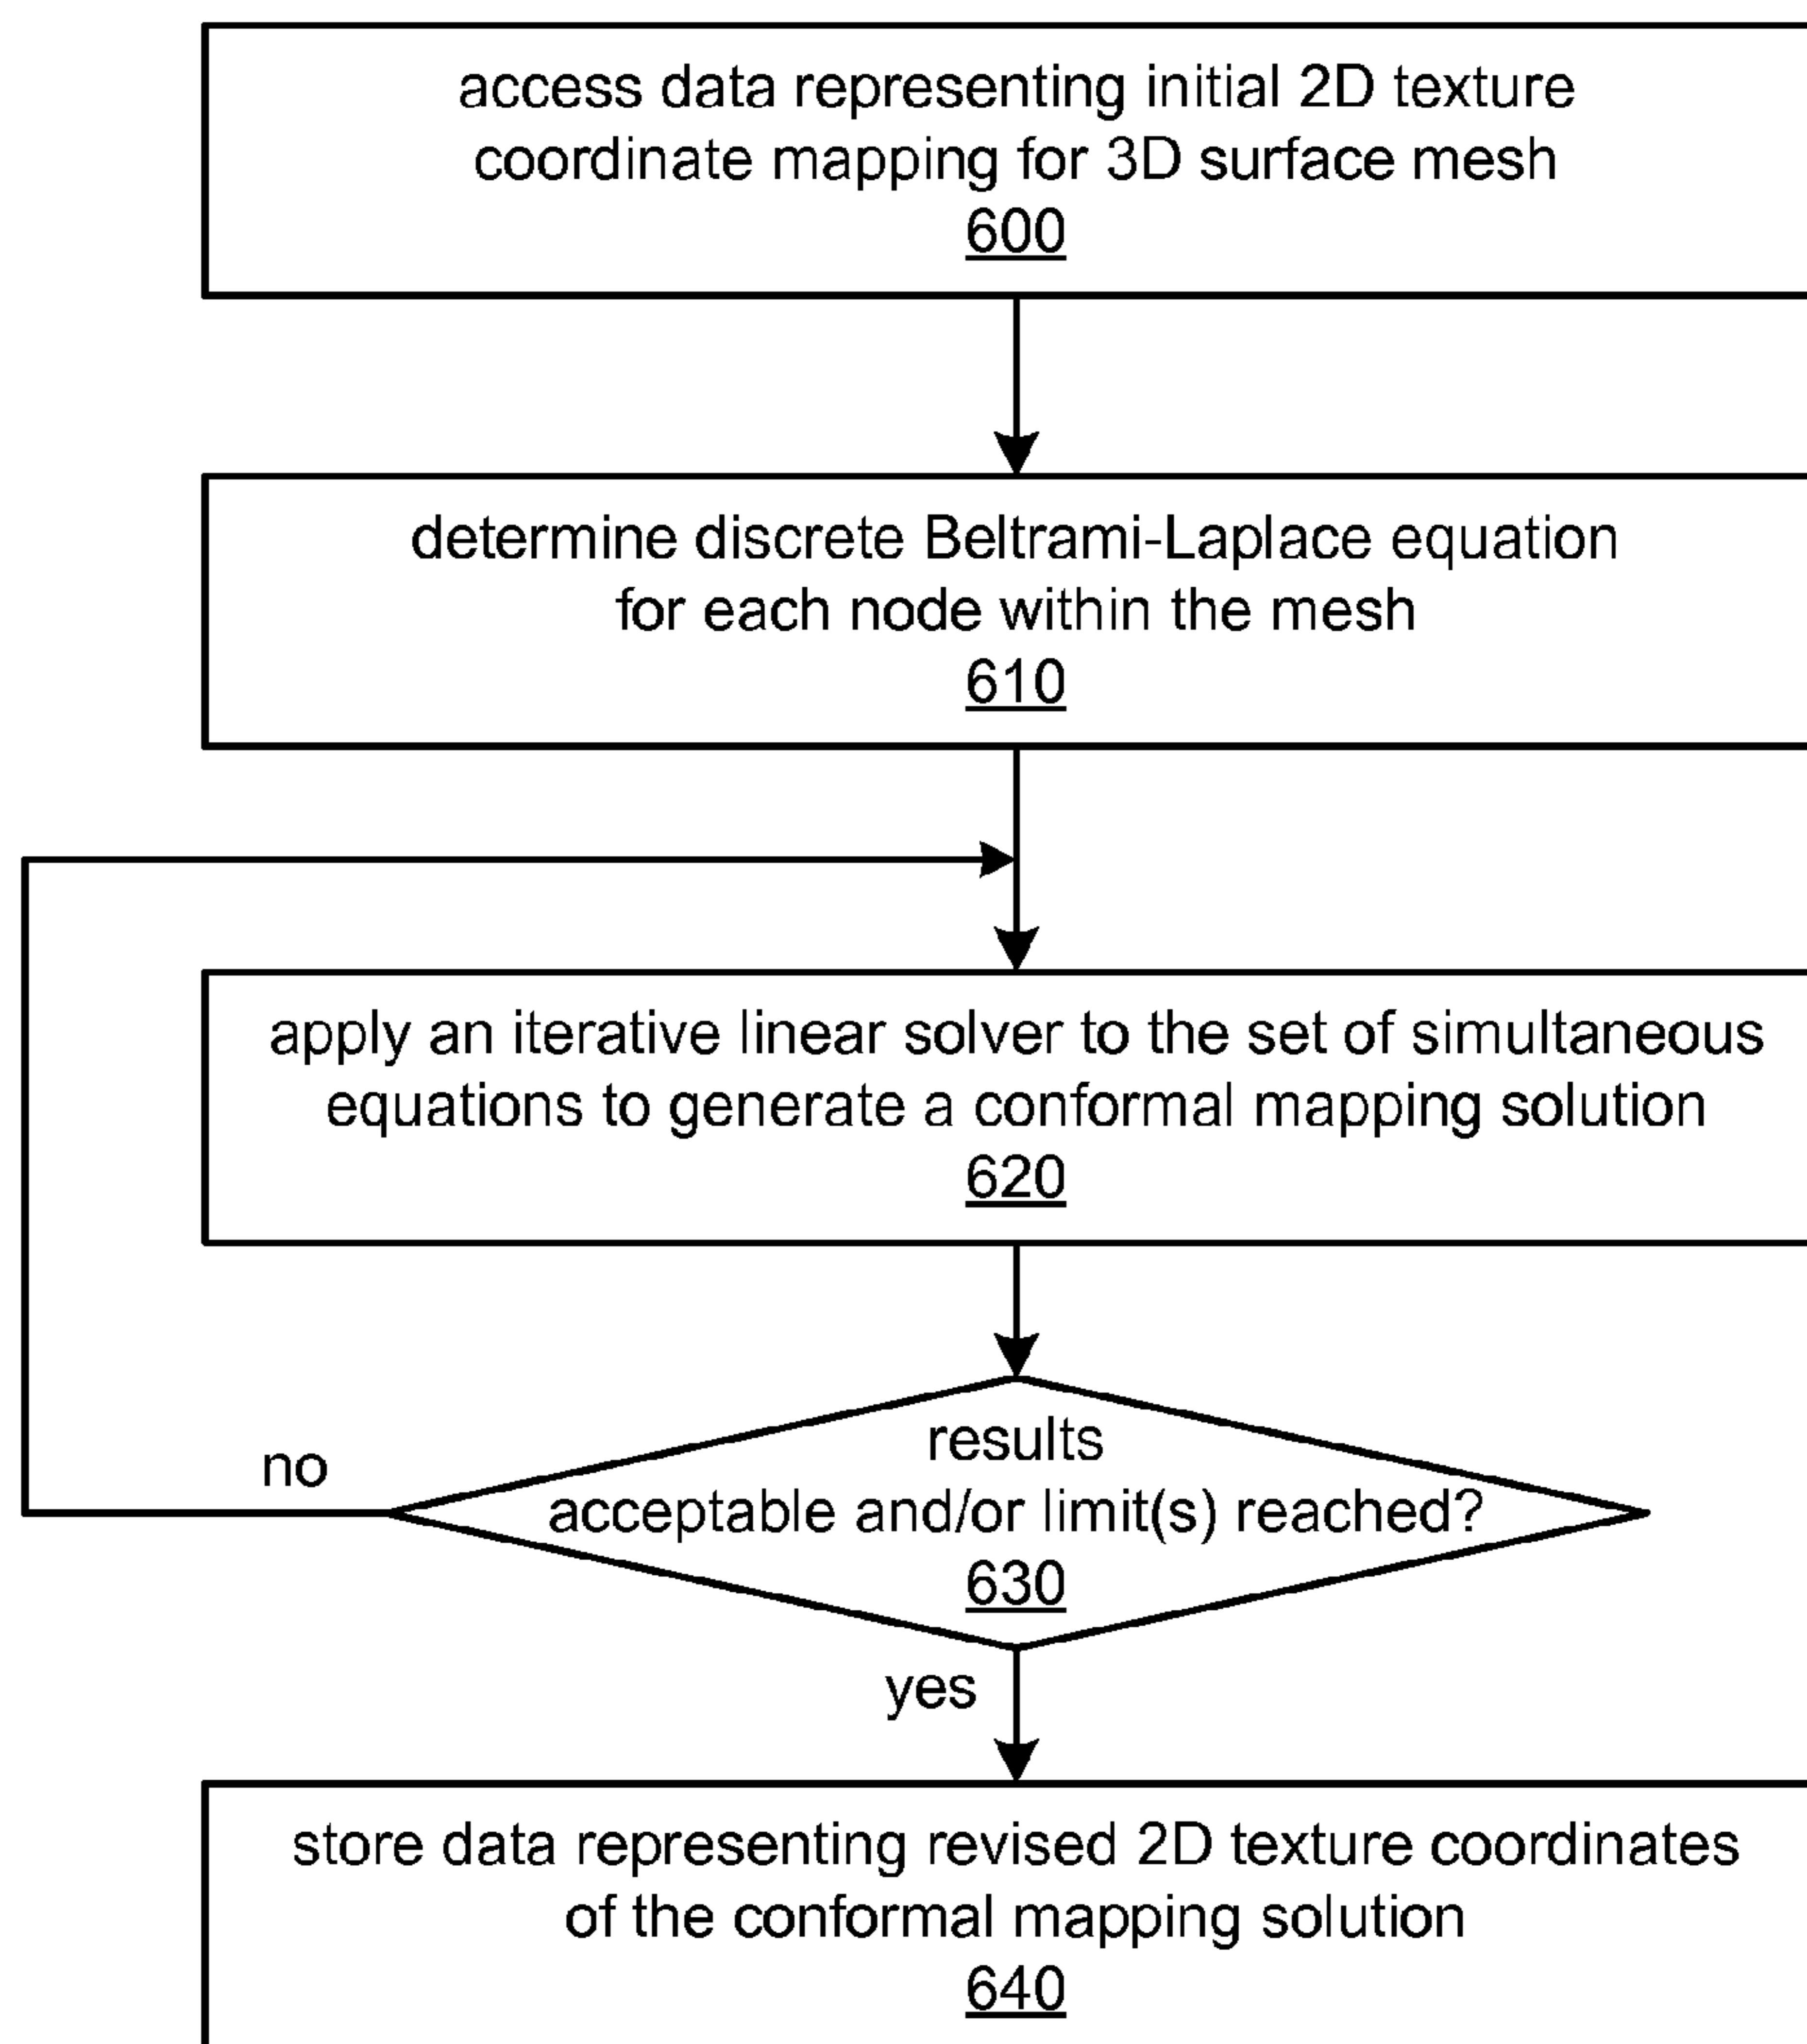 access data representing initial 2D texture
coordinate mapping for 3D surface mesh
600
determine discrete Beltrami-Laplace equation
for each node within the mesh
610
apply an iterative linear solver to the set of simultaneous
equations to generate a conformal mapping solution
620
results
acceptable and/or limit(s) reached?
630
no
yes
store data representing revised 2D texture coordinates
of the conformal mapping solution
640